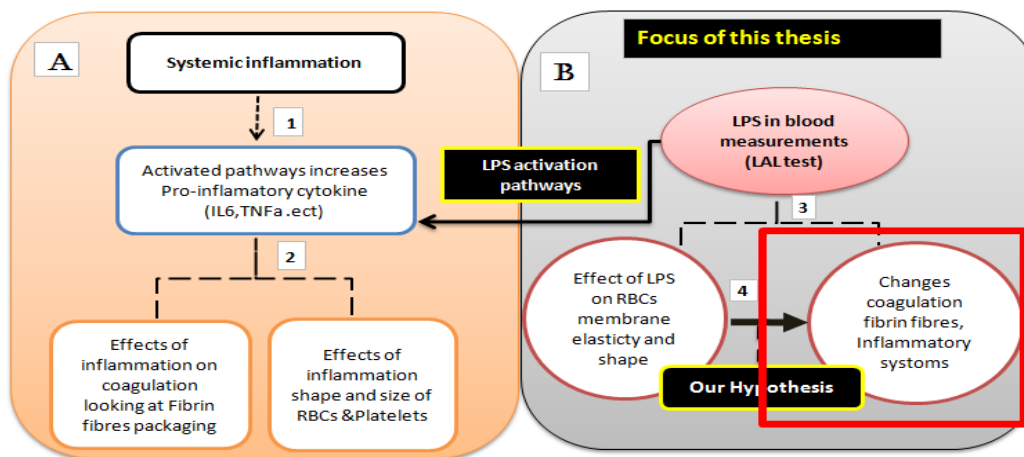 A
Systemic inflammation
1
Activated pathways increases
Pro-inflamatory cytokine
(IL6,TNFa .ect)
2
Effects of
inflammation on
coagulation
looking at Fibrin
fibres packaging
Effects of
inflammation
shape and size of
RBCs &Platelets
LPS activation
pathways
Focus of this thesis
B
LPS in blood
measurements
(LAL test)
3
Effect of LPS
on RBCs
membrane
elasticty and
shape
4
Changes
coagulation
fibrin fibres,
Inflammatory
systoms
Our Hypothesis